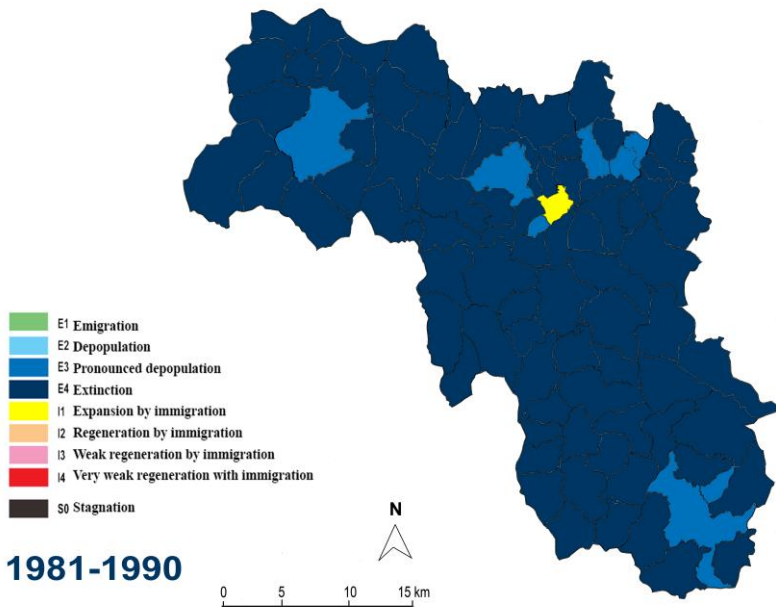 E1 Emigration
E2 Depopulation
E3 Pronounced depopulation
E4 Extinction
I1 Expansion by immigration
I2 Regeneration by immigration
I3 Weak regeneration by immigration
I4 Very weak regeneration with immigration
S0 Stagnation
N
1981-1990
0 5 10 15 km